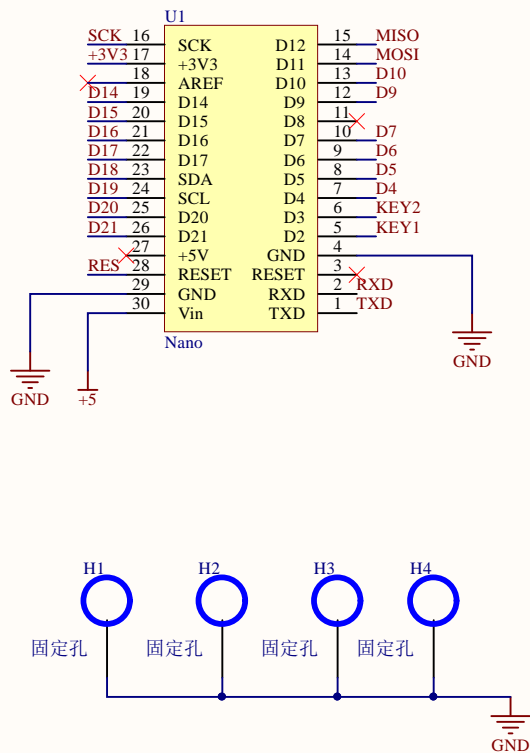 U1
SCK 16 SCK D12 15 MISO
+3V3 17 +3V3 D11 14 MOSI
18 AREF D10 13 D10
D14 19 D14 D9 12 D9
D15 20 D15 D8 11
D16 21 D16 D7 10 D7
D17 22 D17 D6 9 D6
D18 23 SDA D5 8 D5
D19 24 SCL D4 7 D4
D20 25 D20 D3 6 KEY2
D21 26 D21 D2 5 KEY1
27 +5V GND 4
RES 28 RESET RESET 3
29 GND RXD 2 RXD
30 Vin TXD 1 TXD
Nano
GND
GND
+5
H1 H2 H3 H4
固定孔 固定孔 固定孔 固定孔
GND